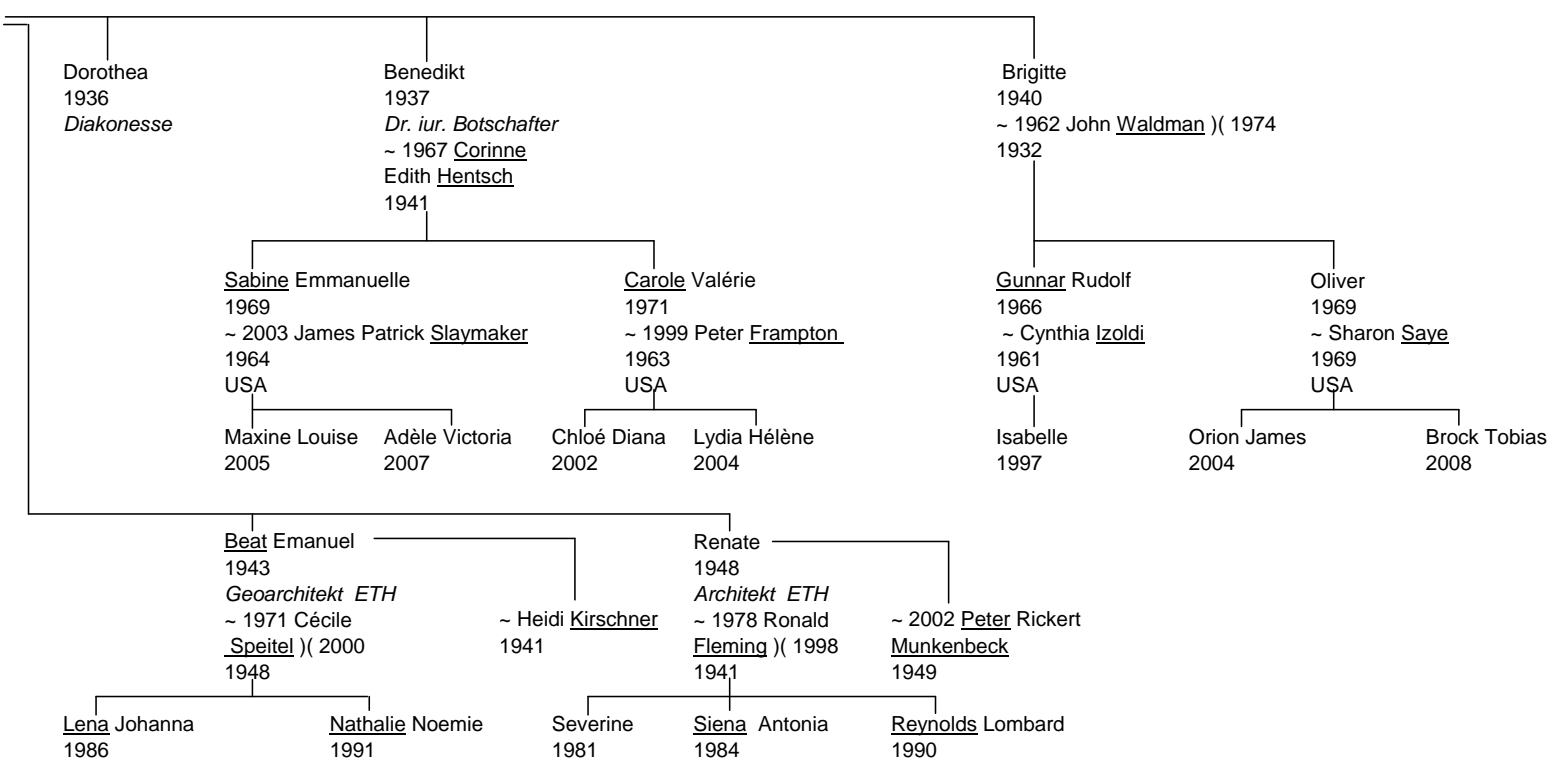 Dorothea
1936
Diakonesse
Benedikt
1937
Dr. iur. Botschafter
~ 1967 Corinne
Edith Hentsch
1941
Brigitte
1940
~ 1962 John Waldman )( 1974
1932
Sabine Emmanuelle
1969
~ 2003 James Patrick Slaymaker
1964
USA
Carole Valérie
1971
~ 1999 Peter Frampton
1963
USA
Gunnar Rudolf
1966
~ Cynthia Izoldi
1961
USA
Oliver
1969
~ Sharon Saye
1969
USA
Maxine Louise
2005
Adèle Victoria
2007
Chloé Diana
2002
Lydia Hélène
2004
Isabelle
1997
Orion James
2004
Brock Tobias
2008
Beat Emanuel
1943
Geoarchitekt ETH
~ 1971 Cécile
Speitel )( 2000
1948
~ Heidi Kirschner
1941
Renate
1948
Architekt ETH
~ 1978 Ronald
Fleming )( 1998
1941
~ 2002 Peter Rickert
Munkenbeck
1949
Lena Johanna
1986
Nathalie Noemie
1991
Severine
1981
Siena Antonia
1984
Reynolds Lombard
1990